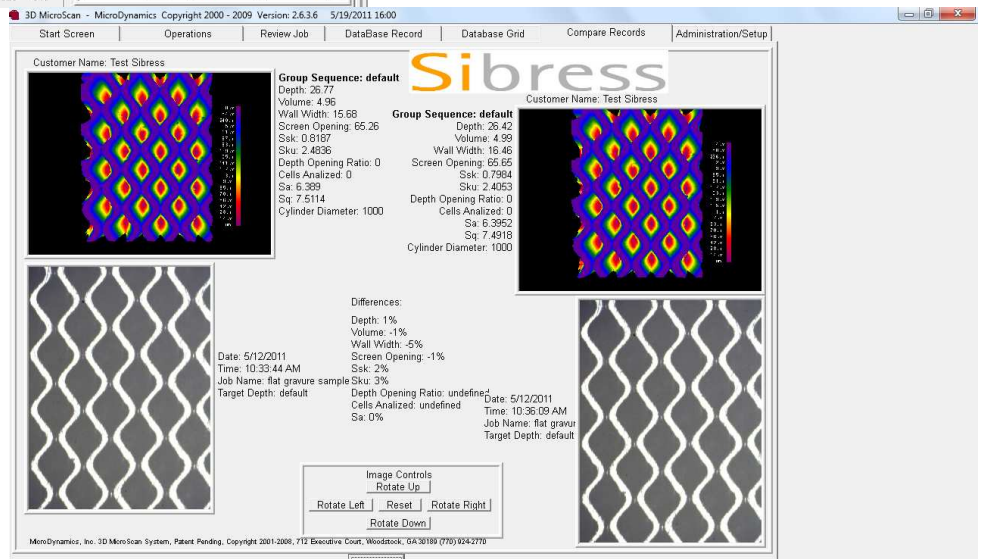 3D MicroScan - MicroDynamics Copyright 2000 - 2009 Version: 2.6.3.6 5/19/2011 16:00
Start Screen Operations Review Job DataBase Record Database Grid Compare Records Administration/Setup
Customer Name: Test Sibress
Group Sequence: default
Depth: 26.77
Volume: 4.96
Wall Width: 15.68
Screen Opening: 65.26
Ssk: 0.8187
Sku: 2.4836
Depth Opening Ratio: 0
Cells Analized: 0
Sa: 6.389
Sq: 7.5114
Cylinder Diameter: 1000
Sibress
Customer Name: Test Sibress
Group Sequence: default
Depth: 26.42
Volume: 4.99
Wall Width: 16.46
Screen Opening: 65.65
Ssk: 0.7984
Sku: 2.4053
Depth Opening Ratio: 0
Cells Analized: 0
Sa: 6.3952
Sq: 7.4918
Cylinder Diameter: 1000
Differences:
Depth: 1%
Volume: -1%
Wall Width: -5%
Screen Opening: -1%
Ssk: 2%
Sku: 3%
Depth Opening Ratio: undefined
Cells Analized: undefined
Sa: 0%
Date: 5/12/2011
Time: 10:33:44 AM
Job Name: flat gravure sample
Target Depth: default
Date: 5/12/2011
Time: 10:36:09 AM
Job Name: flat gravur
Target Depth: default
Image Controls
Rotate Up
Rotate Left Reset Rotate Right
Rotate Down
MicroDynamics, Inc. 3D MicroScan System, Patent Pending, Copyright 2001-2008, 712 Executive Court, Woodstock, GA 30189 (770) 924-2770